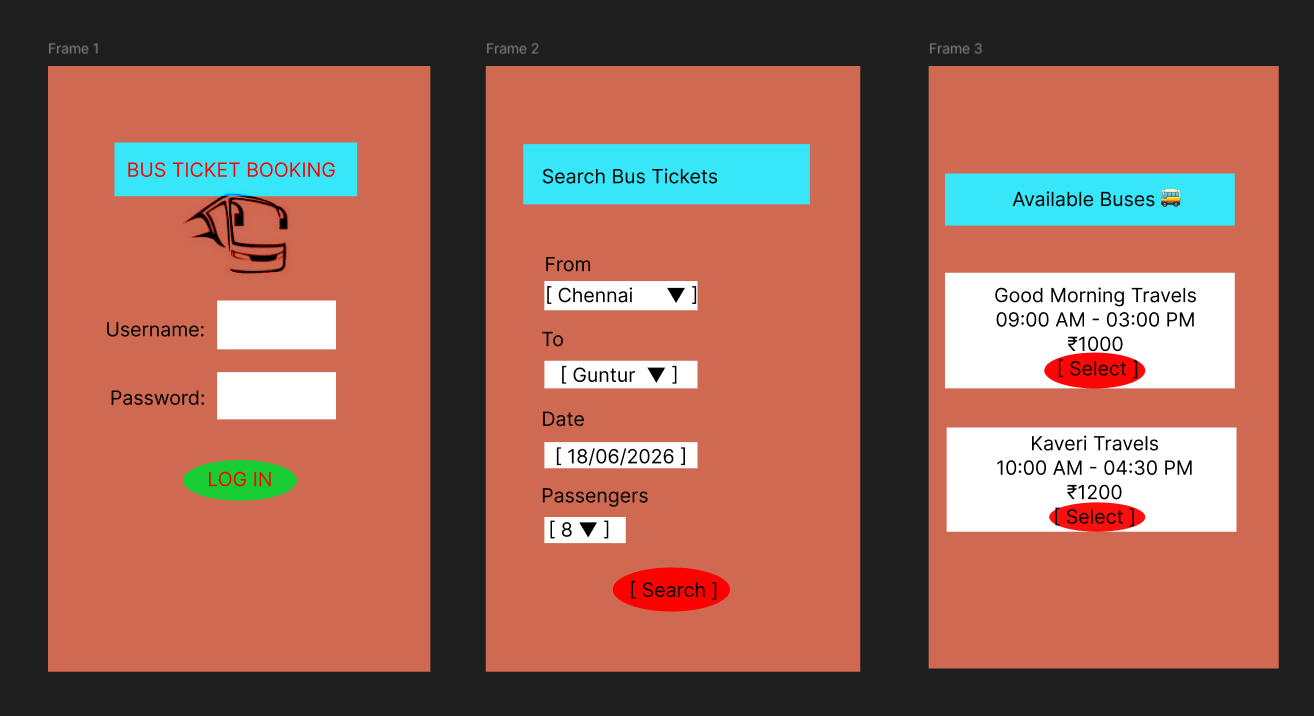 Frame 1
BUS TICKET BOOKING
Username:
Password:
LOG IN
Frame 2
Search Bus Tickets
From
[ Chennai ▼ ]
To
[ Guntur ▼ ]
Date
[ 18/06/2026 ]
Passengers
[ 8 ▼ ]
[ Search ]
Frame 3
Available Buses 🚌
Good Morning Travels
09:00 AM - 03:00 PM
₹1000
[ Select ]
Kaveri Travels
10:00 AM - 04:30 PM
₹1200
[ Select ]